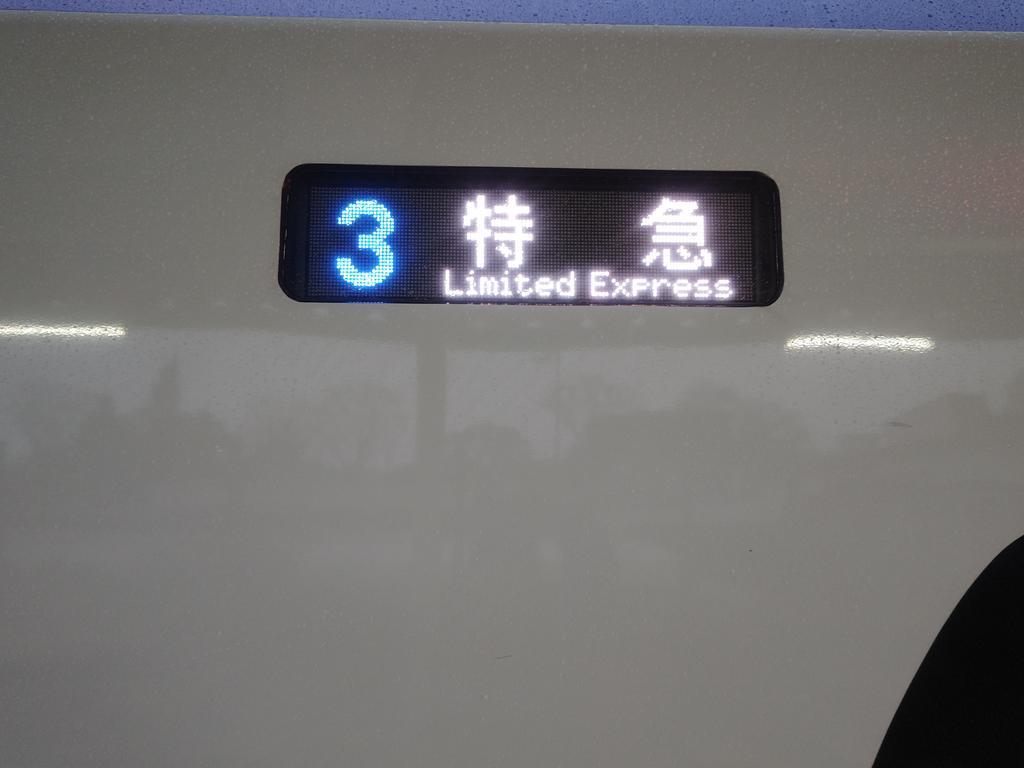 3 特急
Limited Express